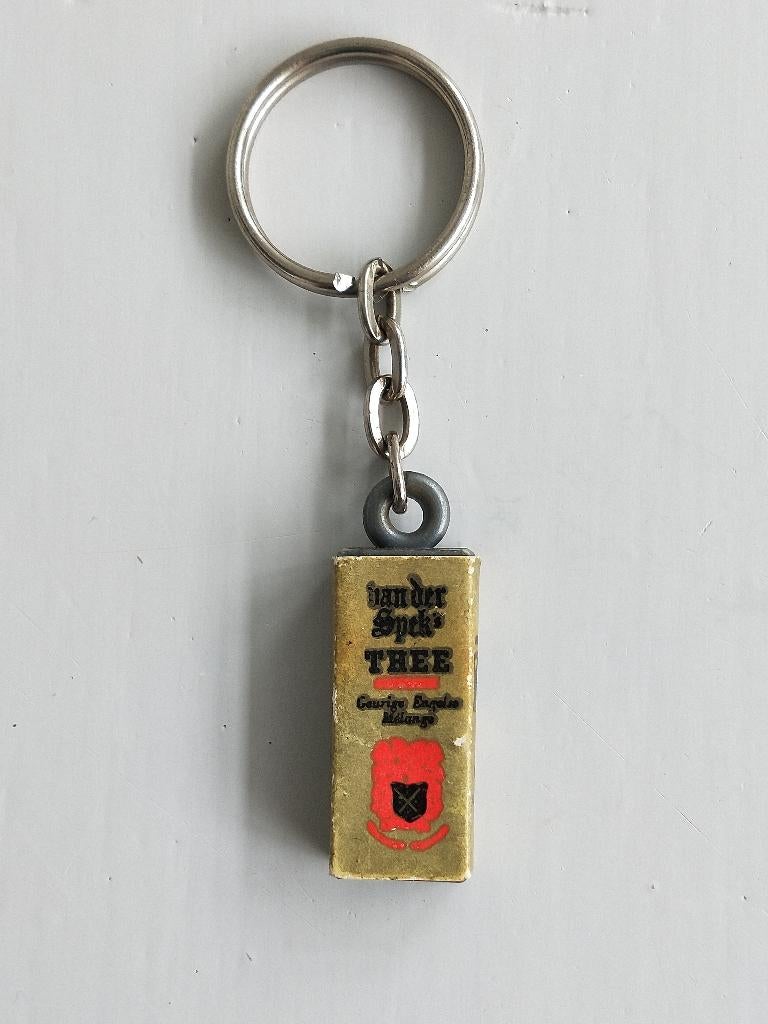 van der
Spek's
THEE
Geurige Engelse
Mélange